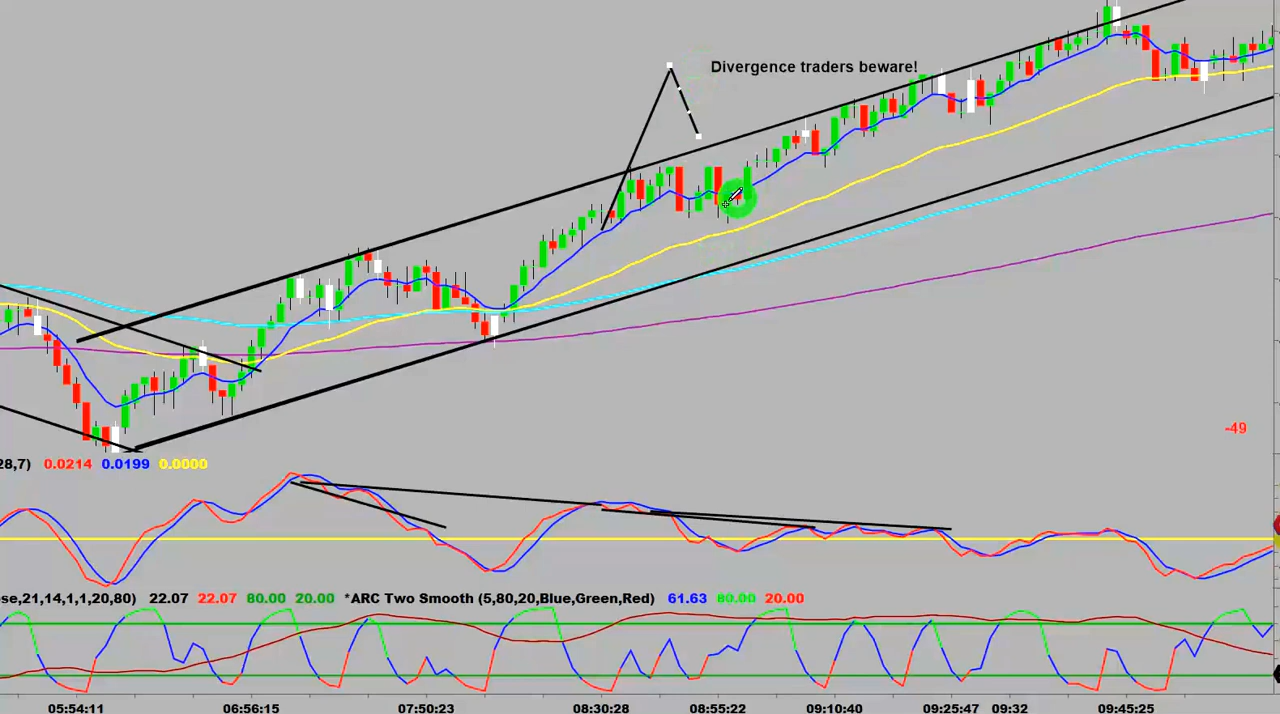 Divergence traders beware!
-49
28,7) 0.0214 0.0199 0.0000
ose,21,14,1,1,20,80) 22.07 22.07 80.00 20.00 *ARC Two Smooth (5,80,20,Blue,Green,Red) 61.63 80.00 20.00
05:54:11 06:56:15 07:50:23 08:30:28 08:55:22 09:10:40 09:25:47 09:32 09:45:25